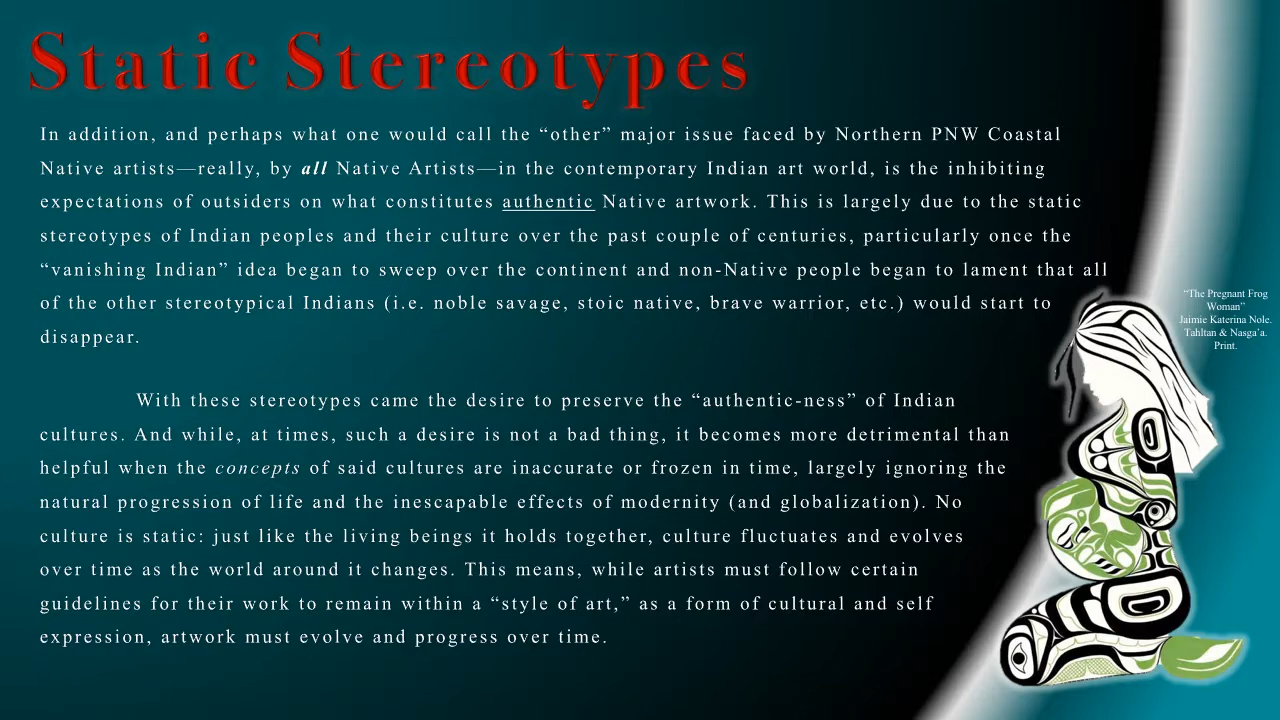 Static Stereotypes
In addition, and perhaps what one would call the “other” major issue faced by Northern PNW Coastal
Native artists—really, by all Native Artists—in the contemporary Indian art world, is the inhibiting
expectations of outsiders on what constitutes authentic Native artwork. This is largely due to the static
stereotypes of Indian peoples and their culture over the past couple of centuries, particularly once the
“vanishing Indian” idea began to sweep over the continent and non-Native people began to lament that all
of the other stereotypical Indians (i.e. noble savage, stoic native, brave warrior, etc.) would start to
disappear.
With these stereotypes came the desire to preserve the “authentic-ness” of Indian
cultures. And while, at times, such a desire is not a bad thing, it becomes more detrimental than
helpful when the concepts of said cultures are inaccurate or frozen in time, largely ignoring the
natural progression of life and the inescapable effects of modernity (and globalization). No
culture is static: just like the living beings it holds together, culture fluctuates and evolves
over time as the world around it changes. This means, while artists must follow certain
guidelines for their work to remain within a “style of art,” as a form of cultural and self
expression, artwork must evolve and progress over time.
“The Pregnant Frog
Woman”
Jaimie Katerina Nole.
Tahltan & Nasga’a.
Print.